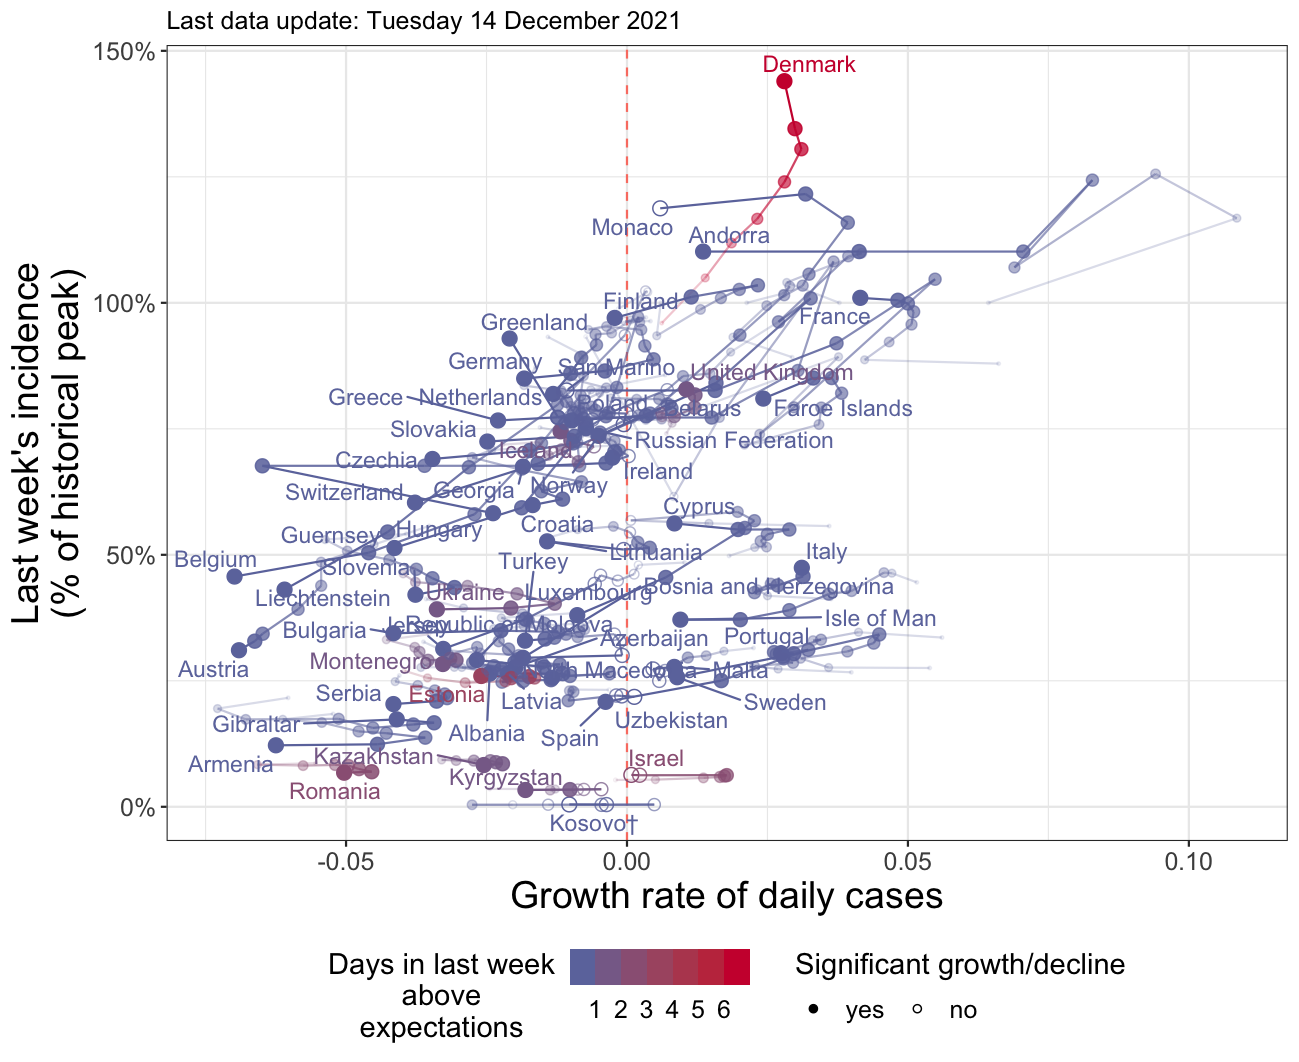 Last data update: Tuesday 14 December 2021
150%
100%
50%
0%
Last week's incidence
(% of historical peak)
Denmark
Monaco
Andorra
Finland
France
Greenland
Germany
San Marino
United Kingdom
Greece
Netherlands
Poland
Belarus
Faroe Islands
Slovakia
Iceland
Russian Federation
Czechia
Ireland
Switzerland
Georgia
Norway
Cyprus
Guernsey
Hungary
Croatia
Lithuania
Italy
Belgium
Slovenia
Turkey
Liechtenstein
Ukraine
Luxembourg
Bosnia and Herzegovina
Bulgaria
Jersey
Republic of Moldova
Isle of Man
Azerbaijan
Portugal
Austria
Montenegro
Malta
Serbia
Estonia
Latvia
Sweden
Gibraltar
Albania
Spain
Uzbekistan
Armenia
Kazakhstan
Israel
Romania
Kyrgyzstan
Kosovo†
-0.05
0.00
0.05
0.10
Growth rate of daily cases
Days in last week
above
expectations
1 2 3 4 5 6
Significant growth/decline
yes
no